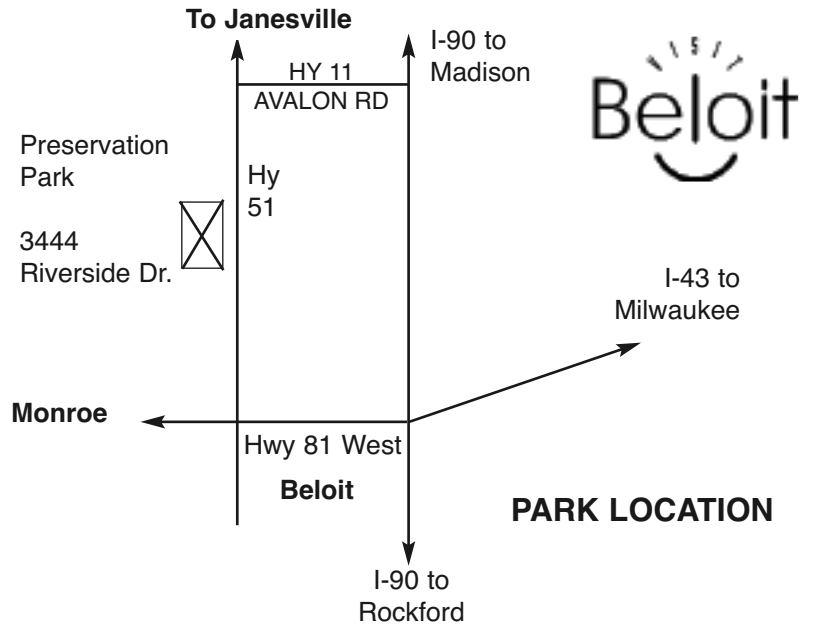 To Janesville
I-90 to
Madison
HY 11
AVALON RD
Beloit
Preservation
Park
Hy
51
3444
Riverside Dr.
I-43 to
Milwaukee
Monroe
Hwy 81 West
Beloit
PARK LOCATION
I-90 to
Rockford